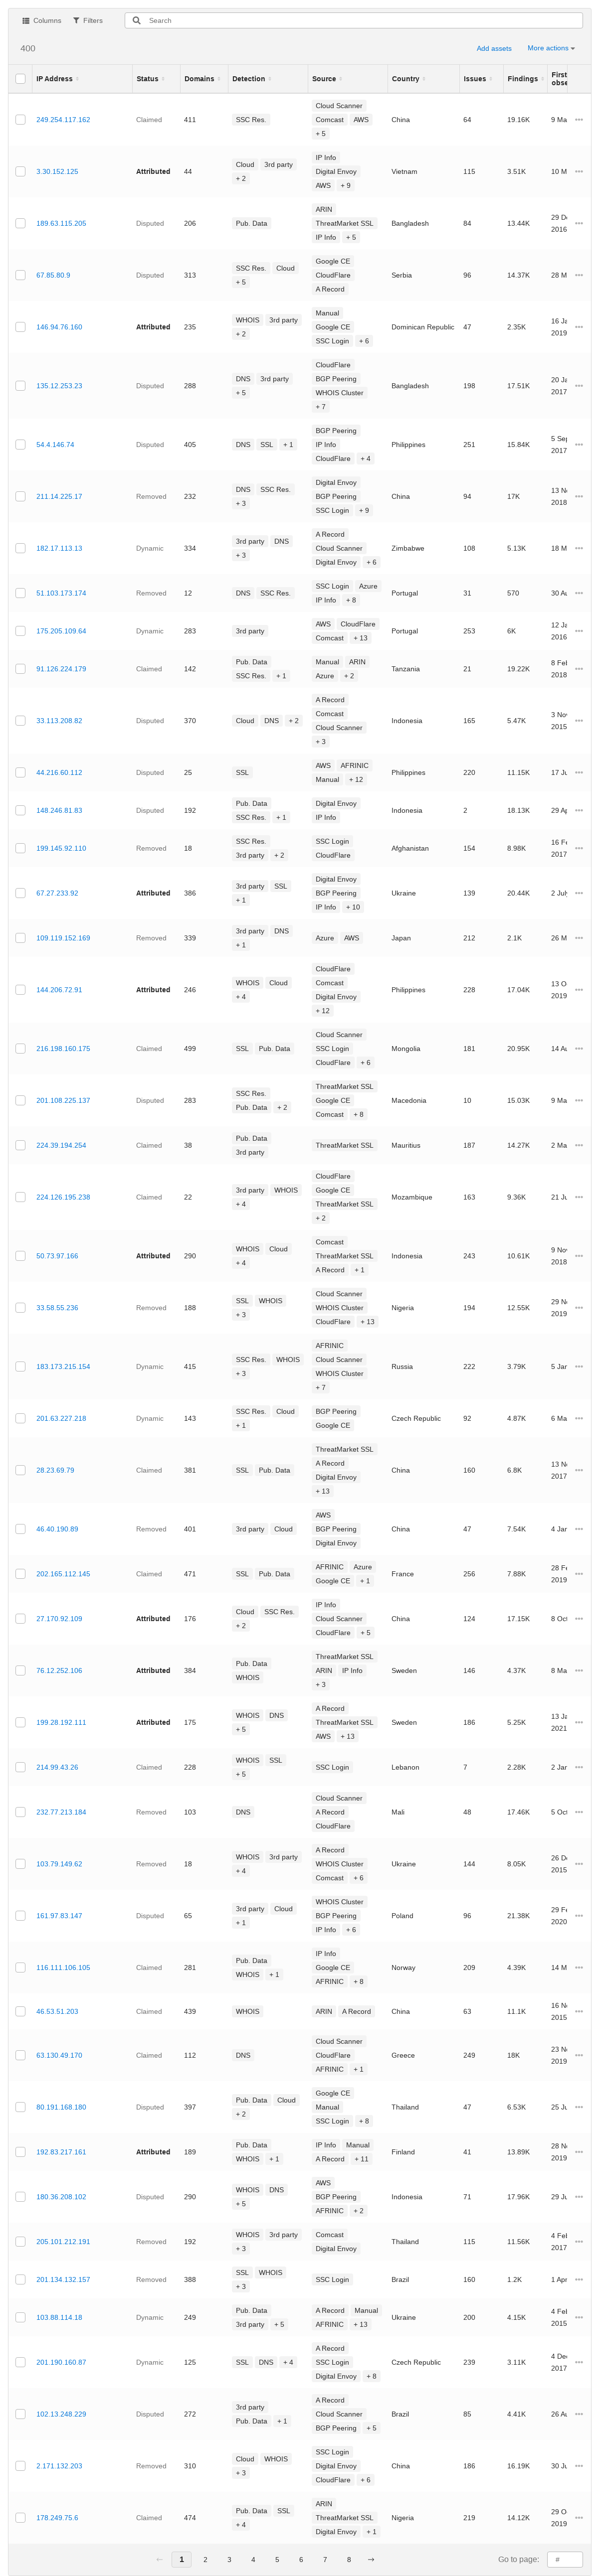 Columns Filters Search
400 Add assets More actions
IP Address Status Domains Detection Source Country Issues Findings First obse
249.254.117.162 Claimed 411 SSC Res. Cloud Scanner Comcast AWS + 5 China 64 19.16K 9 Ma
3.30.152.125 Attributed 44 Cloud 3rd party + 2 IP Info Digital Envoy AWS + 9 Vietnam 115 3.51K 10 M
189.63.115.205 Disputed 206 Pub. Data ARIN ThreatMarket SSL IP Info + 5 Bangladesh 84 13.44K 29 De 2016
67.85.80.9 Disputed 313 SSC Res. Cloud + 5 Google CE CloudFlare A Record Serbia 96 14.37K 28 M
146.94.76.160 Attributed 235 WHOIS 3rd party + 2 Manual Google CE SSC Login + 6 Dominican Republic 47 2.35K 16 Ja 2019
135.12.253.23 Disputed 288 DNS 3rd party + 5 CloudFlare BGP Peering WHOIS Cluster + 7 Bangladesh 198 17.51K 20 Ja 2017
54.4.146.74 Disputed 405 DNS SSL + 1 BGP Peering IP Info CloudFlare + 4 Philippines 251 15.84K 5 Sep 2017
211.14.225.17 Removed 232 DNS SSC Res. + 3 Digital Envoy BGP Peering SSC Login + 9 China 94 17K 13 No 2018
182.17.113.13 Dynamic 334 3rd party DNS + 3 A Record Cloud Scanner Digital Envoy + 6 Zimbabwe 108 5.13K 18 M
51.103.173.174 Removed 12 DNS SSC Res. SSC Login Azure IP Info + 8 Portugal 31 570 30 Au
175.205.109.64 Dynamic 283 3rd party AWS CloudFlare Comcast + 13 Portugal 253 6K 12 Ja 2016
91.126.224.179 Claimed 142 Pub. Data SSC Res. + 1 Manual ARIN Azure + 2 Tanzania 21 19.22K 8 Feb 2018
33.113.208.82 Disputed 370 Cloud DNS + 2 A Record Comcast Cloud Scanner + 3 Indonesia 165 5.47K 3 Nov 2015
44.216.60.112 Disputed 25 SSL AWS AFRINIC Manual + 12 Philippines 220 11.15K 17 Ju
148.246.81.83 Disputed 192 Pub. Data SSC Res. + 1 Digital Envoy IP Info Indonesia 2 18.13K 29 Ap
199.145.92.110 Removed 18 SSC Res. 3rd party + 2 SSC Login CloudFlare Afghanistan 154 8.98K 16 Fe 2017
67.27.233.92 Attributed 386 3rd party SSL + 1 Digital Envoy BGP Peering IP Info + 10 Ukraine 139 20.44K 2 July
109.119.152.169 Removed 339 3rd party DNS + 1 Azure AWS Japan 212 2.1K 26 M
144.206.72.91 Attributed 246 WHOIS Cloud + 4 CloudFlare Comcast Digital Envoy + 12 Philippines 228 17.04K 13 O 2019
216.198.160.175 Claimed 499 SSL Pub. Data Cloud Scanner SSC Login CloudFlare + 6 Mongolia 181 20.95K 14 Au
201.108.225.137 Disputed 283 SSC Res. Pub. Data + 2 ThreatMarket SSL Google CE Comcast + 8 Macedonia 10 15.03K 9 Ma
224.39.194.254 Claimed 38 Pub. Data 3rd party ThreatMarket SSL Mauritius 187 14.27K 2 Ma
224.126.195.238 Claimed 22 3rd party WHOIS + 4 CloudFlare Google CE ThreatMarket SSL + 2 Mozambique 163 9.36K 21 Ju
50.73.97.166 Attributed 290 WHOIS Cloud + 4 Comcast ThreatMarket SSL A Record + 1 Indonesia 243 10.61K 9 Nov 2018
33.58.55.236 Removed 188 SSL WHOIS + 3 Cloud Scanner WHOIS Cluster CloudFlare + 13 Nigeria 194 12.55K 29 No 2019
183.173.215.154 Dynamic 415 SSC Res. WHOIS + 3 AFRINIC Cloud Scanner WHOIS Cluster + 7 Russia 222 3.79K 5 Jan
201.63.227.218 Dynamic 143 SSC Res. Cloud + 1 BGP Peering Google CE Czech Republic 92 4.87K 6 Ma
28.23.69.79 Claimed 381 SSL Pub. Data ThreatMarket SSL A Record Digital Envoy + 13 China 160 6.8K 13 No 2017
46.40.190.89 Removed 401 3rd party Cloud AWS BGP Peering Digital Envoy China 47 7.54K 4 Jan
202.165.112.145 Claimed 471 SSL Pub. Data AFRINIC Azure Google CE + 1 France 256 7.88K 28 Fe 2019
27.170.92.109 Attributed 176 Cloud SSC Res. + 2 IP Info Cloud Scanner CloudFlare + 5 China 124 17.15K 8 Oct
76.12.252.106 Attributed 384 Pub. Data WHOIS ThreatMarket SSL ARIN IP Info + 3 Sweden 146 4.37K 8 Ma
199.28.192.111 Attributed 175 WHOIS DNS + 5 A Record ThreatMarket SSL AWS + 13 Sweden 186 5.25K 13 Ja 2021
214.99.43.26 Claimed 228 WHOIS SSL + 5 SSC Login Lebanon 7 2.28K 2 Jan
232.77.213.184 Removed 103 DNS Cloud Scanner A Record CloudFlare Mali 48 17.46K 5 Oct
103.79.149.62 Removed 18 WHOIS 3rd party + 4 A Record WHOIS Cluster Comcast + 6 Ukraine 144 8.05K 26 De 2015
161.97.83.147 Disputed 65 3rd party Cloud + 1 WHOIS Cluster BGP Peering IP Info + 6 Poland 96 21.38K 29 Fe 2020
116.111.106.105 Claimed 281 Pub. Data WHOIS + 1 IP Info Google CE AFRINIC + 8 Norway 209 4.39K 14 M
46.53.51.203 Claimed 439 WHOIS ARIN A Record China 63 11.1K 16 No 2015
63.130.49.170 Claimed 112 DNS Cloud Scanner CloudFlare AFRINIC + 1 Greece 249 18K 23 No 2019
80.191.168.180 Disputed 397 Pub. Data Cloud + 2 Google CE Manual SSC Login + 8 Thailand 47 6.53K 25 Ju
192.83.217.161 Attributed 189 Pub. Data WHOIS + 1 IP Info Manual A Record + 11 Finland 41 13.89K 28 No 2019
180.36.208.102 Disputed 290 WHOIS DNS + 5 AWS BGP Peering AFRINIC + 2 Indonesia 71 17.96K 29 Ju
205.101.212.191 Removed 192 WHOIS 3rd party + 3 Comcast Digital Envoy Thailand 115 11.56K 4 Feb 2017
201.134.132.157 Removed 388 SSL WHOIS + 3 SSC Login Brazil 160 1.2K 1 Apr
103.88.114.18 Dynamic 249 Pub. Data 3rd party + 5 A Record Manual AFRINIC + 13 Ukraine 200 4.15K 4 Feb 2015
201.190.160.87 Dynamic 125 SSL DNS + 4 A Record SSC Login Digital Envoy + 8 Czech Republic 239 3.11K 4 Dec 2017
102.13.248.229 Disputed 272 3rd party Pub. Data + 1 A Record Cloud Scanner BGP Peering + 5 Brazil 85 4.41K 26 Au
2.171.132.203 Removed 310 Cloud WHOIS + 3 SSC Login Digital Envoy CloudFlare + 6 China 186 16.19K 30 Ju
178.249.75.6 Claimed 474 Pub. Data SSL + 4 ARIN ThreatMarket SSL Digital Envoy + 1 Nigeria 219 14.12K 29 O 2019
← 1 2 3 4 5 6 7 8 → Go to page: #